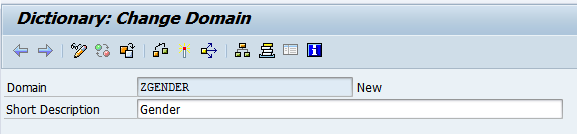 Dictionary: Change Domain
Domain ZGENDER New
Short Description Gender